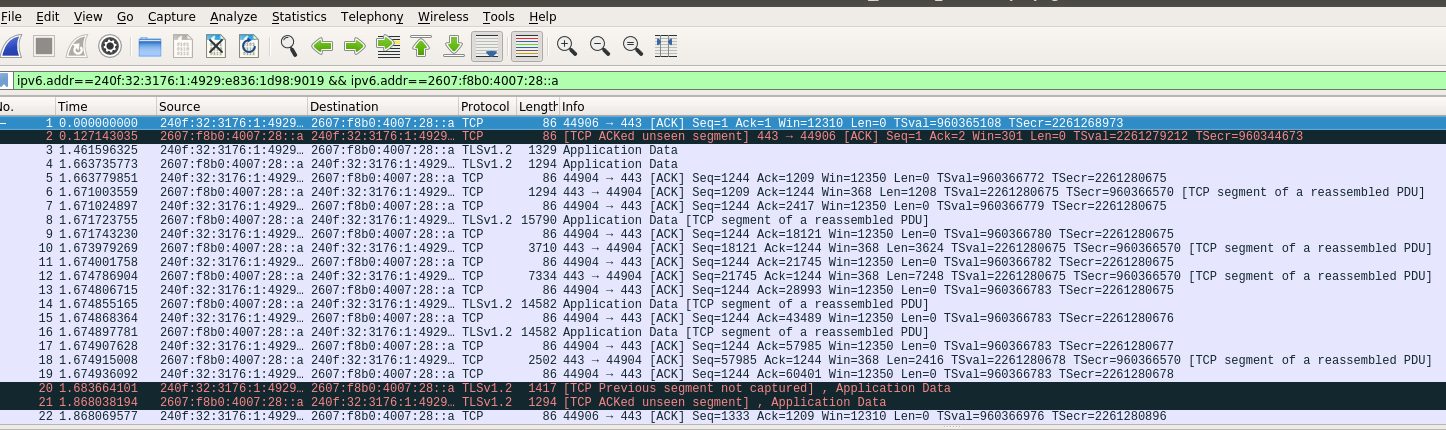 File Edit View Go Capture Analyze Statistics Telephony Wireless Tools Help
ipv6.addr==240f:32:3176:1:4929:e836:1d98:9019 && ipv6.addr==2607:f8b0:4007:28::a
No. Time Source Destination Protocol Length Info
1 0.000000000 240f:32:3176:1:4929… 2607:f8b0:4007:28::a TCP 86 44906 → 443 [ACK] Seq=1 Ack=1 Win=12310 Len=0 TSval=960365108 TSecr=2261268973
2 0.127143035 2607:f8b0:4007:28::a 240f:32:3176:1:4929… TCP 86 [TCP ACKed unseen segment] 443 → 44906 [ACK] Seq=1 Ack=2 Win=301 Len=0 TSval=2261279212 TSecr=960344673
3 1.461596325 240f:32:3176:1:4929… 2607:f8b0:4007:28::a TLSv1.2 1329 Application Data
4 1.663735773 2607:f8b0:4007:28::a 240f:32:3176:1:4929… TLSv1.2 1294 Application Data
5 1.663779851 240f:32:3176:1:4929… 2607:f8b0:4007:28::a TCP 86 44904 → 443 [ACK] Seq=1244 Ack=1209 Win=12350 Len=0 TSval=960366772 TSecr=2261280675
6 1.671003559 2607:f8b0:4007:28::a 240f:32:3176:1:4929… TCP 1294 443 → 44904 [ACK] Seq=1209 Ack=1244 Win=368 Len=1208 TSval=2261280675 TSecr=960366570 [TCP segment of a reassembled PDU]
7 1.671024897 240f:32:3176:1:4929… 2607:f8b0:4007:28::a TCP 86 44904 → 443 [ACK] Seq=1244 Ack=2417 Win=12350 Len=0 TSval=960366779 TSecr=2261280675
8 1.671723755 2607:f8b0:4007:28::a 240f:32:3176:1:4929… TLSv1.2 15790 Application Data [TCP segment of a reassembled PDU]
9 1.671743230 240f:32:3176:1:4929… 2607:f8b0:4007:28::a TCP 86 44904 → 443 [ACK] Seq=1244 Ack=18121 Win=12350 Len=0 TSval=960366780 TSecr=2261280675
10 1.673979269 2607:f8b0:4007:28::a 240f:32:3176:1:4929… TCP 3710 443 → 44904 [ACK] Seq=18121 Ack=1244 Win=368 Len=3624 TSval=2261280675 TSecr=960366570 [TCP segment of a reassembled PDU]
11 1.674001758 240f:32:3176:1:4929… 2607:f8b0:4007:28::a TCP 86 44904 → 443 [ACK] Seq=1244 Ack=21745 Win=12350 Len=0 TSval=960366782 TSecr=2261280675
12 1.674786904 2607:f8b0:4007:28::a 240f:32:3176:1:4929… TCP 7334 443 → 44904 [ACK] Seq=21745 Ack=1244 Win=368 Len=7248 TSval=2261280675 TSecr=960366570 [TCP segment of a reassembled PDU]
13 1.674806715 240f:32:3176:1:4929… 2607:f8b0:4007:28::a TCP 86 44904 → 443 [ACK] Seq=1244 Ack=28993 Win=12350 Len=0 TSval=960366783 TSecr=2261280675
14 1.674855165 2607:f8b0:4007:28::a 240f:32:3176:1:4929… TLSv1.2 14582 Application Data [TCP segment of a reassembled PDU]
15 1.674868364 240f:32:3176:1:4929… 2607:f8b0:4007:28::a TCP 86 44904 → 443 [ACK] Seq=1244 Ack=43489 Win=12350 Len=0 TSval=960366783 TSecr=2261280676
16 1.674897781 2607:f8b0:4007:28::a 240f:32:3176:1:4929… TLSv1.2 14582 Application Data [TCP segment of a reassembled PDU]
17 1.674907628 240f:32:3176:1:4929… 2607:f8b0:4007:28::a TCP 86 44904 → 443 [ACK] Seq=1244 Ack=57985 Win=12350 Len=0 TSval=960366783 TSecr=2261280677
18 1.674915008 2607:f8b0:4007:28::a 240f:32:3176:1:4929… TCP 2502 443 → 44904 [ACK] Seq=57985 Ack=1244 Win=368 Len=2416 TSval=2261280678 TSecr=960366570 [TCP segment of a reassembled PDU]
19 1.674936092 240f:32:3176:1:4929… 2607:f8b0:4007:28::a TCP 86 44904 → 443 [ACK] Seq=1244 Ack=60401 Win=12350 Len=0 TSval=960366783 TSecr=2261280678
20 1.683664101 240f:32:3176:1:4929… 2607:f8b0:4007:28::a TLSv1.2 1417 [TCP Previous segment not captured] , Application Data
21 1.868038194 2607:f8b0:4007:28::a 240f:32:3176:1:4929… TLSv1.2 1294 [TCP ACKed unseen segment] , Application Data
22 1.868069577 240f:32:3176:1:4929… 2607:f8b0:4007:28::a TCP 86 44906 → 443 [ACK] Seq=1333 Ack=1209 Win=12310 Len=0 TSval=960366976 TSecr=2261280896